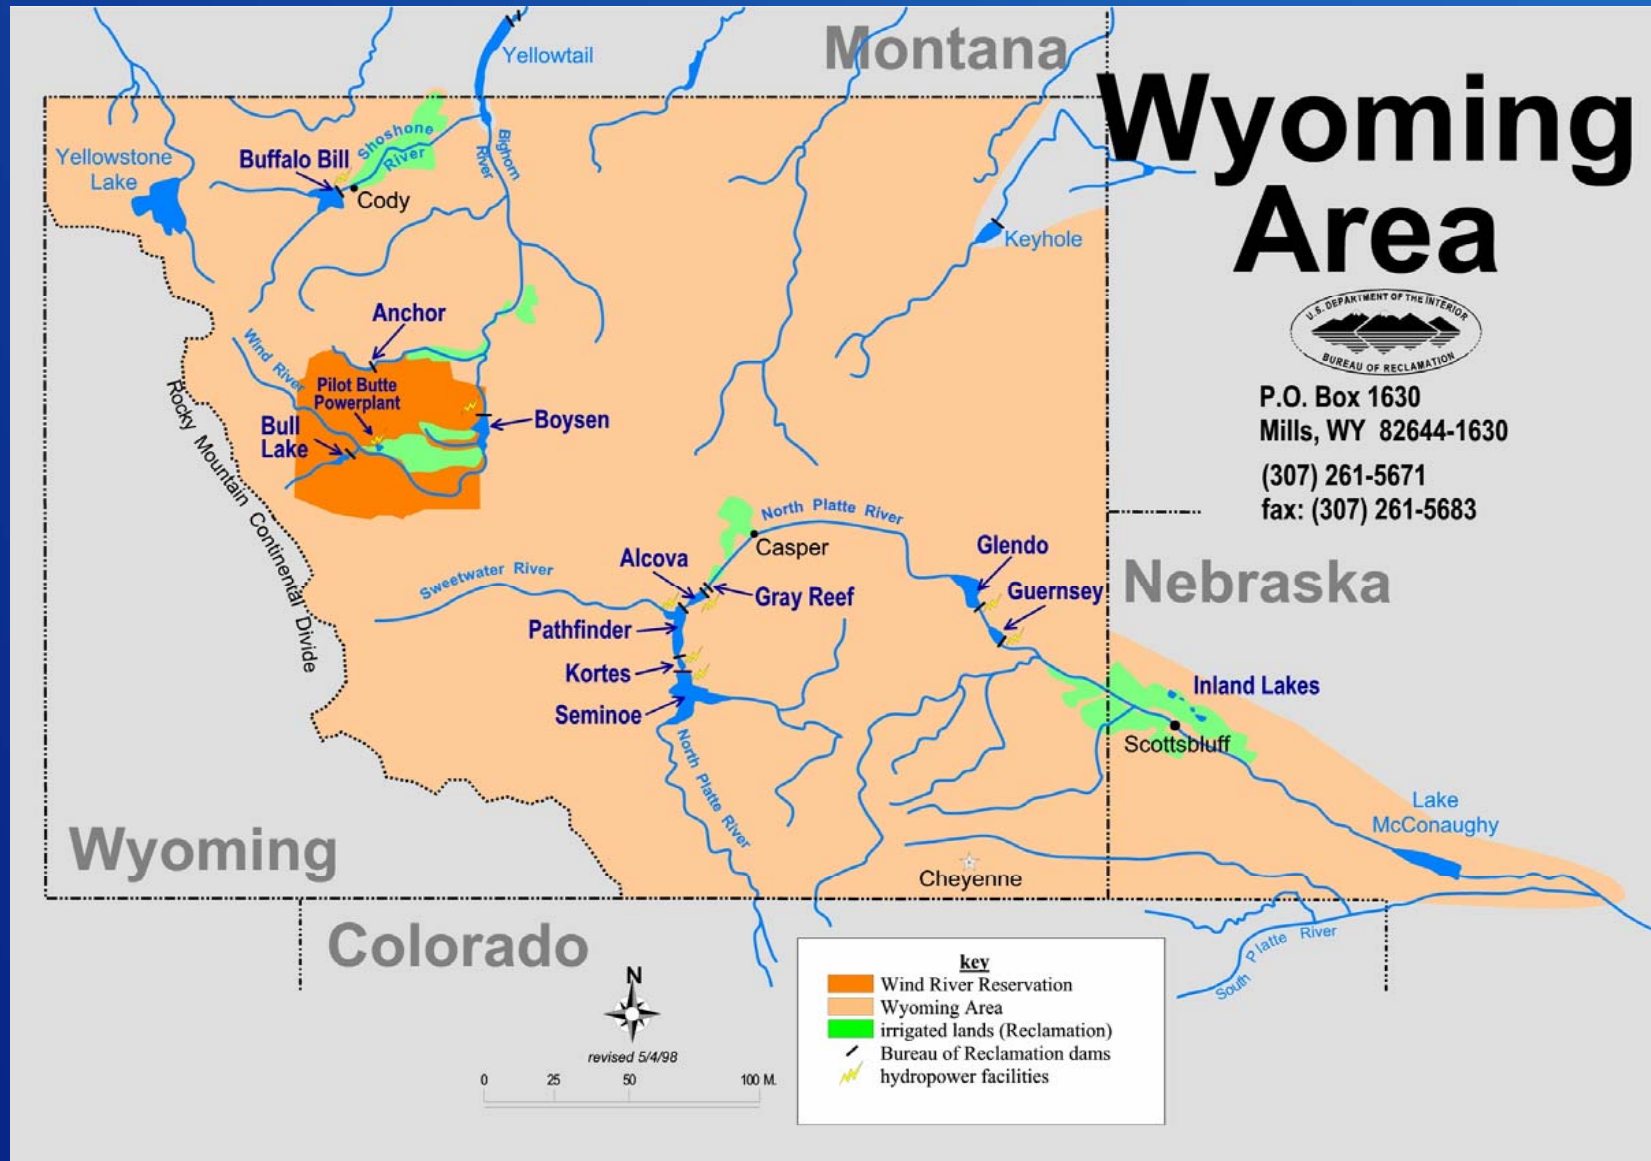 Montana
Wyoming
Area
U.S. DEPARTMENT OF THE INTERIOR
BUREAU OF RECLAMATION
P.O. Box 1630
Mills, WY 82644-1630
(307) 261-5671
fax: (307) 261-5683
Yellowtail
Shoshone
River
Bighorn
River
Buffalo Bill
Yellowstone
Lake
Cody
Keyhole
Anchor
Wind River
Pilot Butte
Powerplant
Bull
Lake
Boysen
Rocky Mountain Continental Divide
North Platte River
Casper
Alcova
Gray Reef
Glendo
Guernsey
Nebraska
Sweetwater River
Pathfinder
Kortes
Seminoe
North Platte River
Inland Lakes
Scottsbluff
Lake
McConaughy
Wyoming
Cheyenne
Colorado
South Platte River
N
revised 5/4/98
0 25 50 100 M.
key
Wind River Reservation
Wyoming Area
irrigated lands (Reclamation)
Bureau of Reclamation dams
hydropower facilities